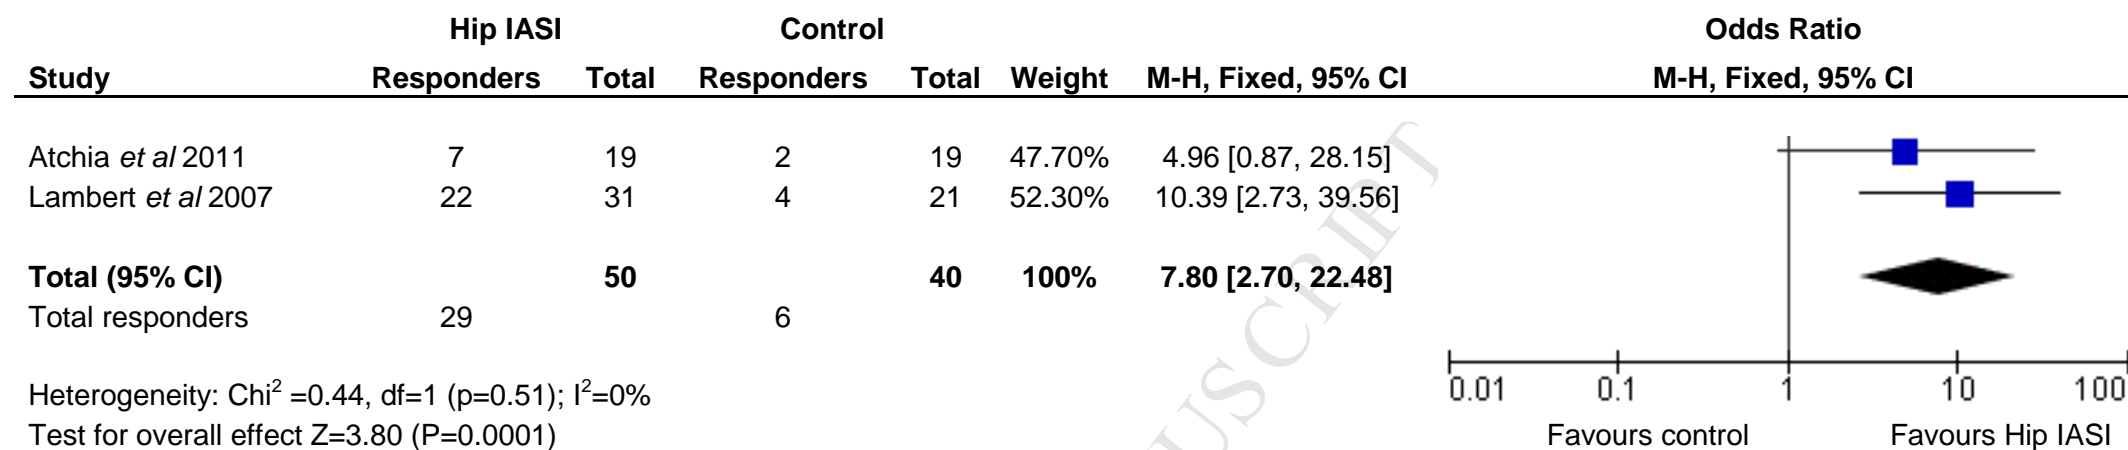 Hip IASI Control Odds Ratio
Study Responders Total Responders Total Weight M-H, Fixed, 95% CI M-H, Fixed, 95% CI
Atchia et al 2011 7 19 2 19 47.70% 4.96 [0.87, 28.15]
Lambert et al 2007 22 31 4 21 52.30% 10.39 [2.73, 39.56]
Total (95% CI) 50 40 100% 7.80 [2.70, 22.48]
Total responders 29 6
Heterogeneity: Chi² =0.44, df=1 (p=0.51); I²=0%
Test for overall effect Z=3.80 (P=0.0001)
0.01 0.1 1 10 100
Favours control Favours Hip IASI
USCRIPT